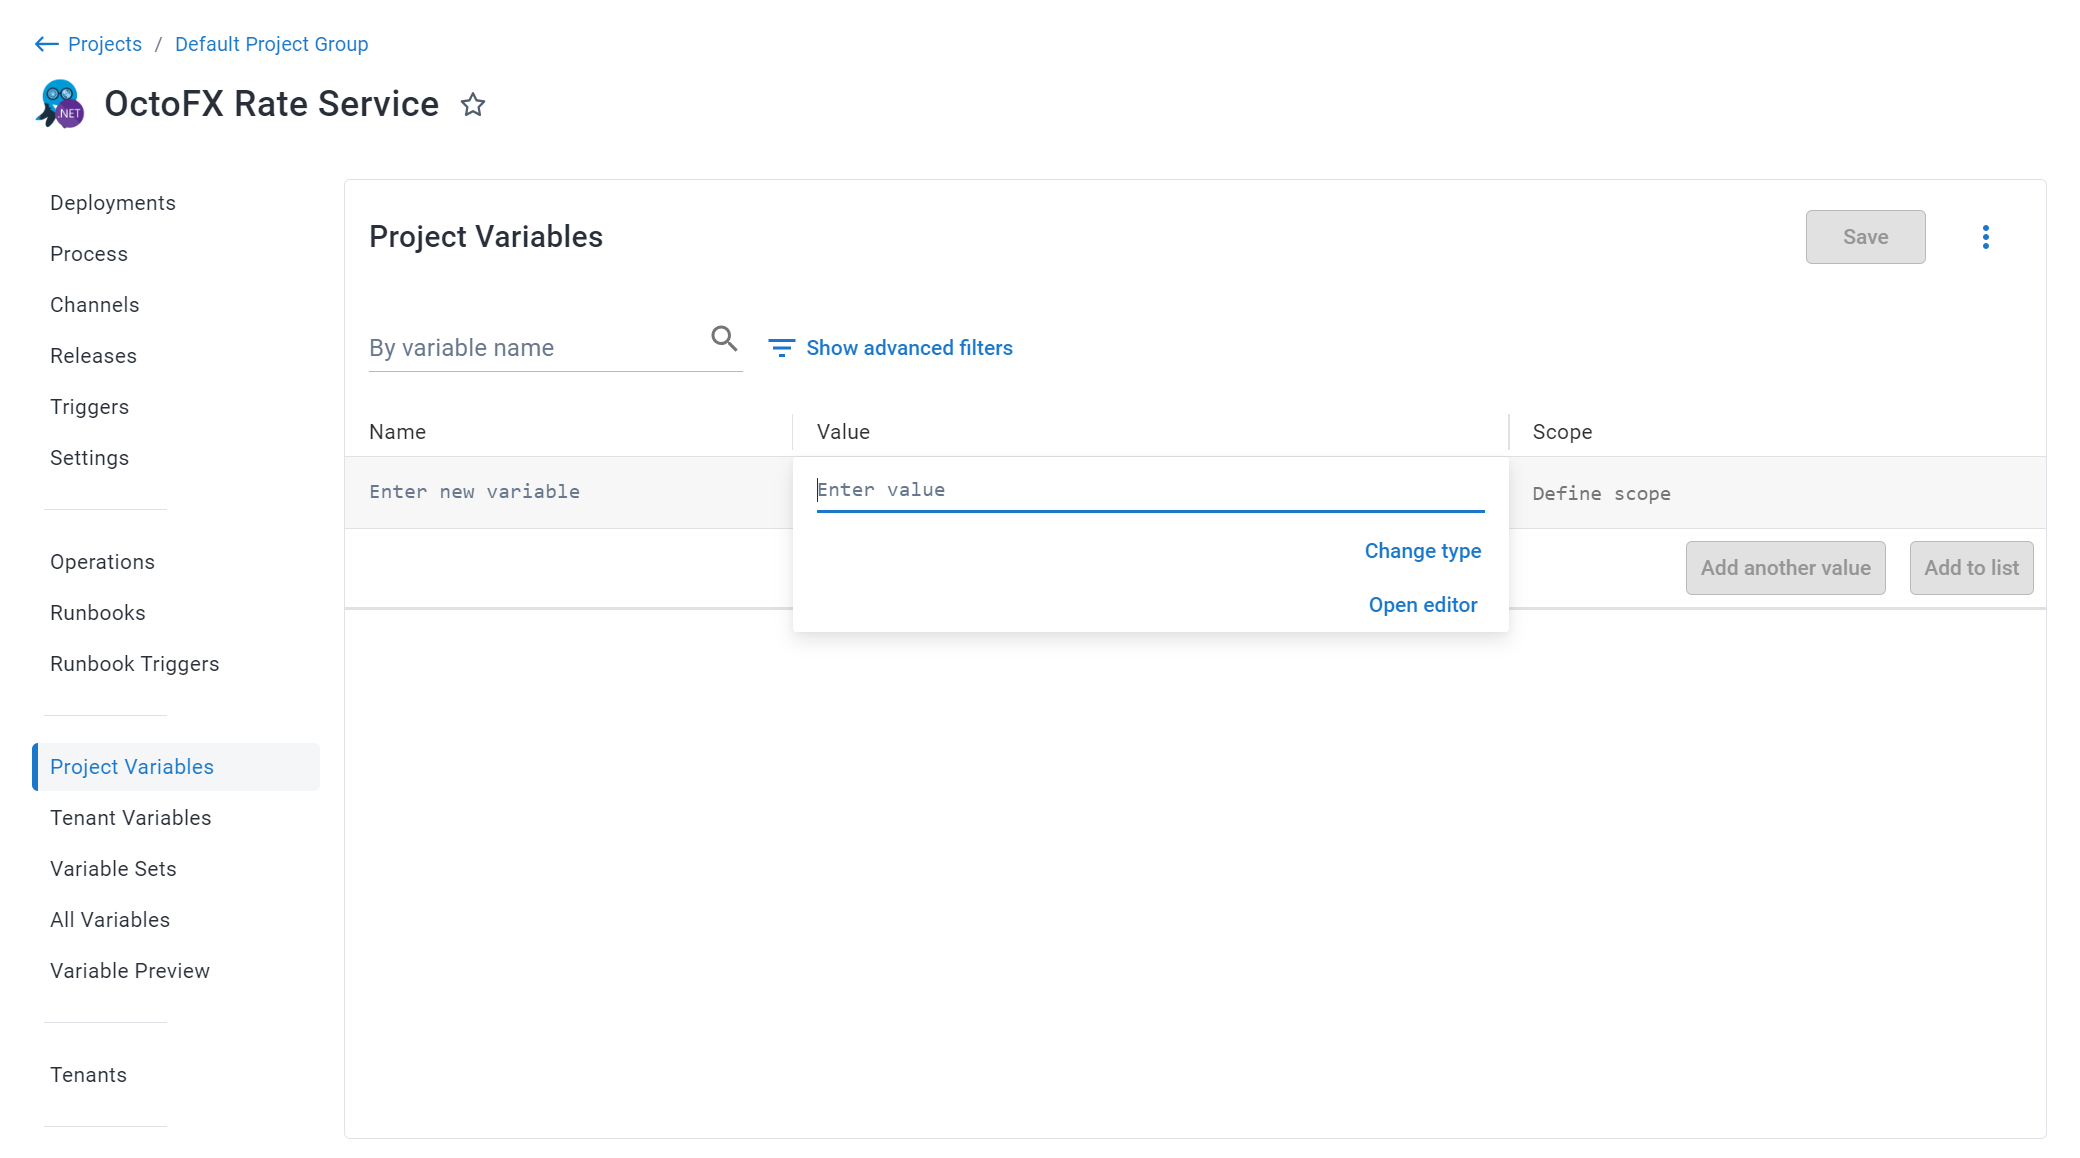 Projects / Default Project Group
.NET
OctoFX Rate Service
Deployments
Process
Channels
Releases
Triggers
Settings
Operations
Runbooks
Runbook Triggers
Project Variables
Tenant Variables
Variable Sets
All Variables
Variable Preview
Tenants
Project Variables
Save
By variable name
Show advanced filters
Name
Value
Scope
Enter new variable
Enter value
Define scope
Change type
Open editor
Add another value
Add to list